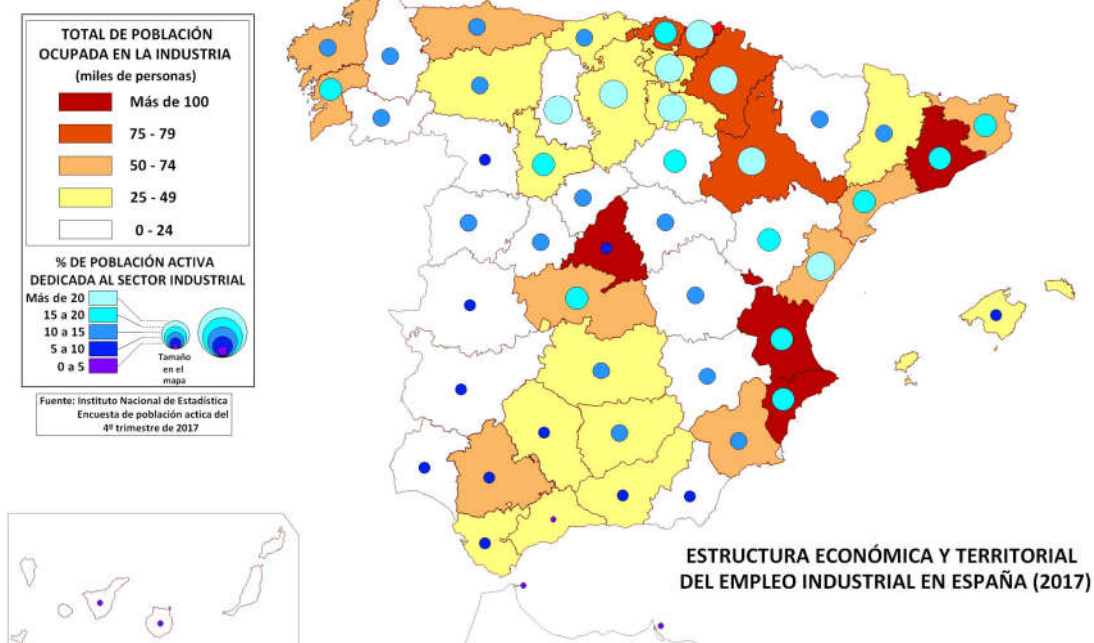 TOTAL DE POBLACIÓN
OCUPADA EN LA INDUSTRIA
(miles de personas)
Más de 100
75 - 79
50 - 74
25 - 49
0 - 24
% DE POBLACIÓN ACTIVA
DEDICADA AL SECTOR INDUSTRIAL
Más de 20
15 a 20
10 a 15
5 a 10
0 a 5
Tamaño
en el
mapa
Fuente: Instituto Nacional de Estadística
Encuesta de población actica del
4º trimestre de 2017
ESTRUCTURA ECONÓMICA Y TERRITORIAL
DEL EMPLEO INDUSTRIAL EN ESPAÑA (2017)